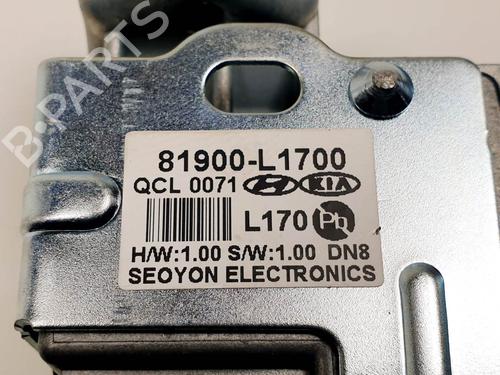 81900-L1700
QCL 0071 KIA
L170 Pb
H/W:1.00 S/W:1.00 DN8
SEOYON ELECTRONICS
B-PARTS